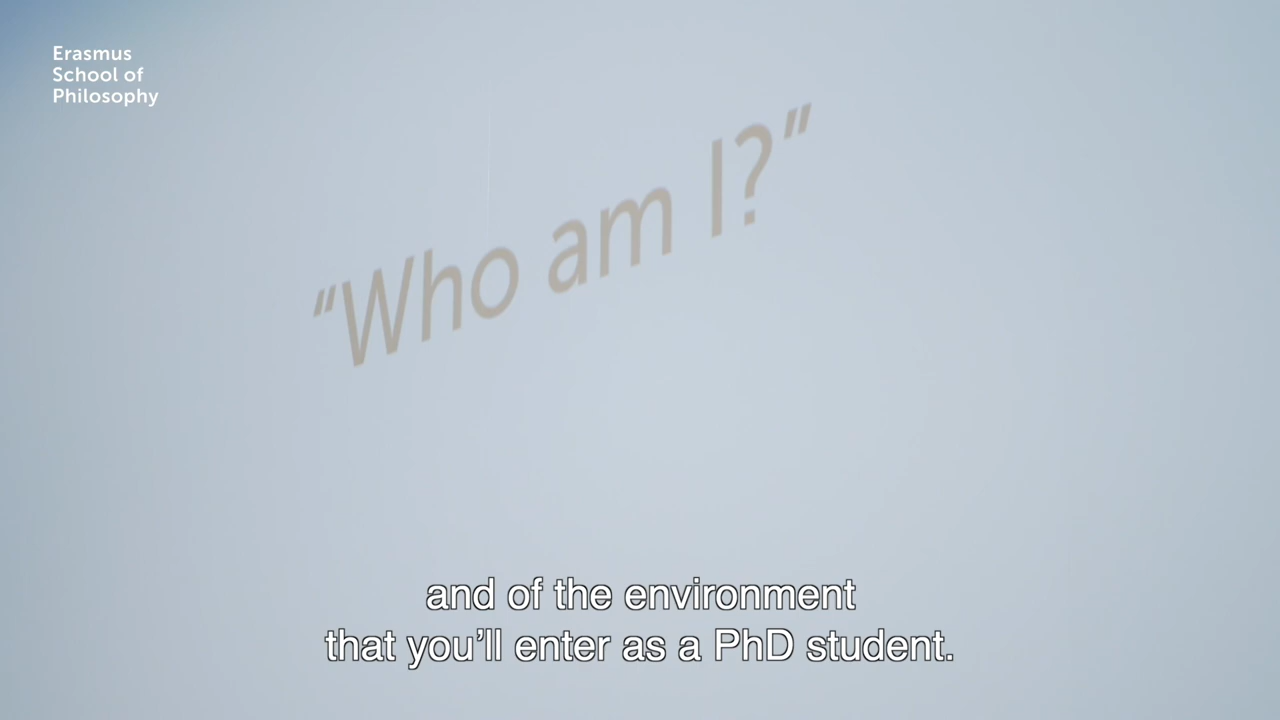 Erasmus
School of
Philosophy
“Who am I?”
and of the environment
that you’ll enter as a PhD student.